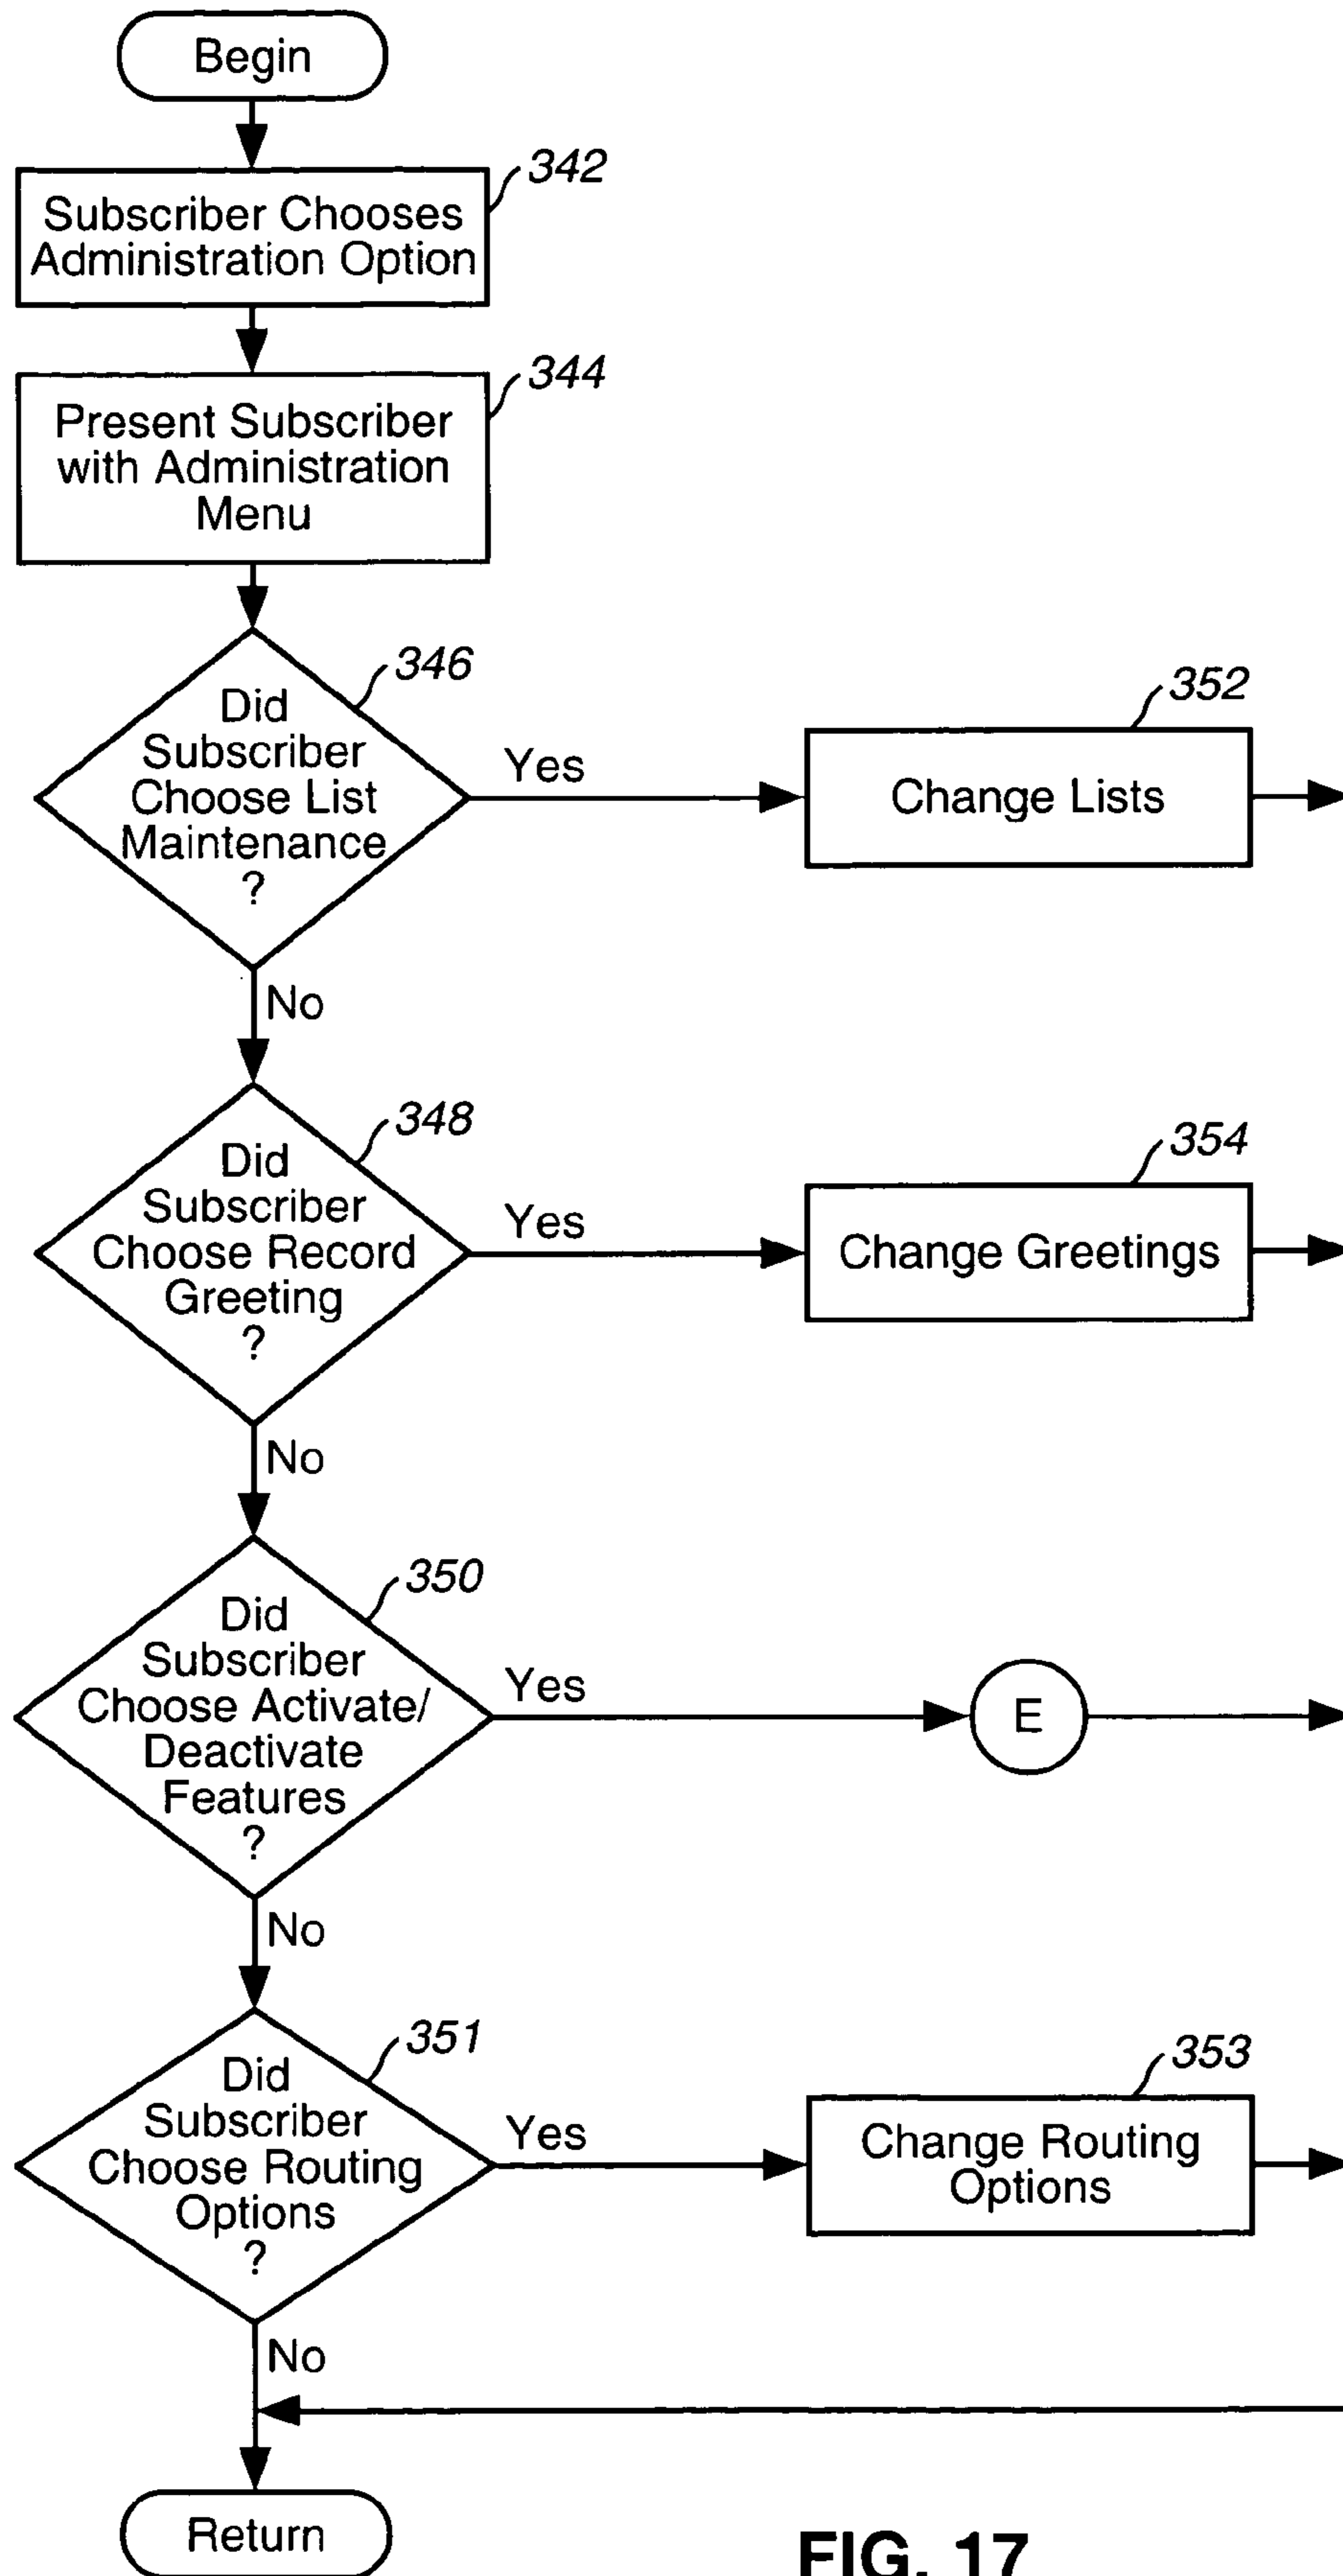 Begin
342
Subscriber Chooses
Administration Option
344
Present Subscriber
with Administration
Menu
346
Did
Subscriber
Choose List
Maintenance
?
Yes
352
Change Lists
No
348
Did
Subscriber
Choose Record
Greeting
?
Yes
354
Change Greetings
No
350
Did
Subscriber
Choose Activate/
Deactivate
Features
?
Yes
E
No
351
Did
Subscriber
Choose Routing
Options
?
Yes
353
Change Routing
Options
No
Return
FIG. 17